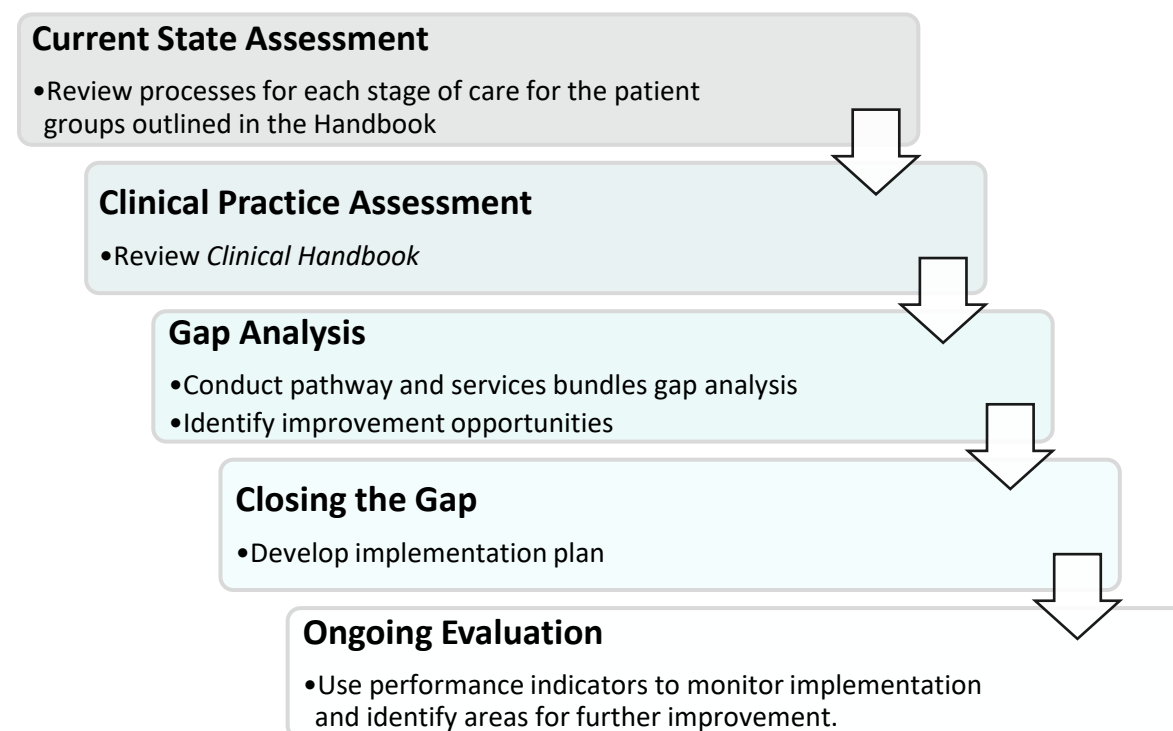 Current State Assessment
•Review processes for each stage of care for the patient
groups outlined in the Handbook
Clinical Practice Assessment
•Review Clinical Handbook
Gap Analysis
•Conduct pathway and services bundles gap analysis
•Identify improvement opportunities
Closing the Gap
•Develop implementation plan
Ongoing Evaluation
•Use performance indicators to monitor implementation
and identify areas for further improvement.